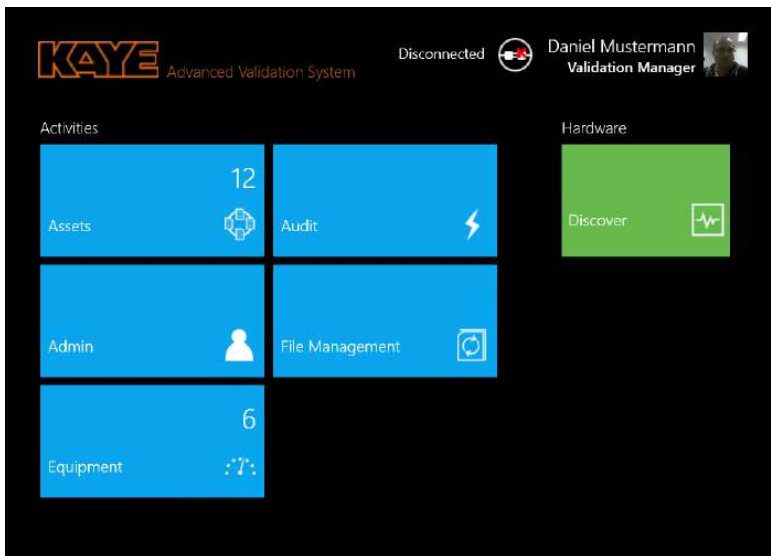 KAYE Advanced Validation System
Disconnected
Daniel Mustermann
Validation Manager
Activities
Hardware
12
Assets
Audit
Discover
Admin
File Management
6
Equipment